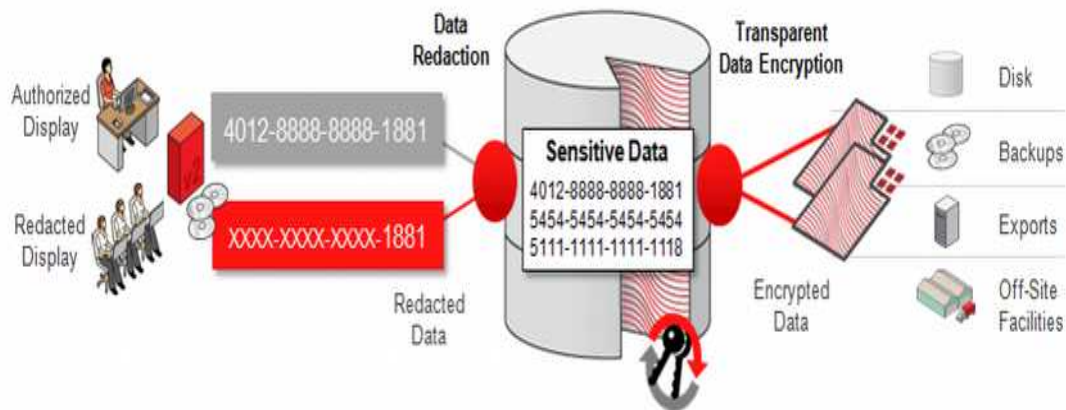 Data
Redaction
Transparent
Data Encryption
Authorized
Display
4012-8888-8888-1881
Redacted
Display
XXXX-XXXX-XXXX-1881
Redacted
Data
Sensitive Data
4012-8888-8888-1881
5454-5454-5454-5454
5111-1111-1111-1118
Encrypted
Data
Disk
Backups
Exports
Off-Site
Facilities